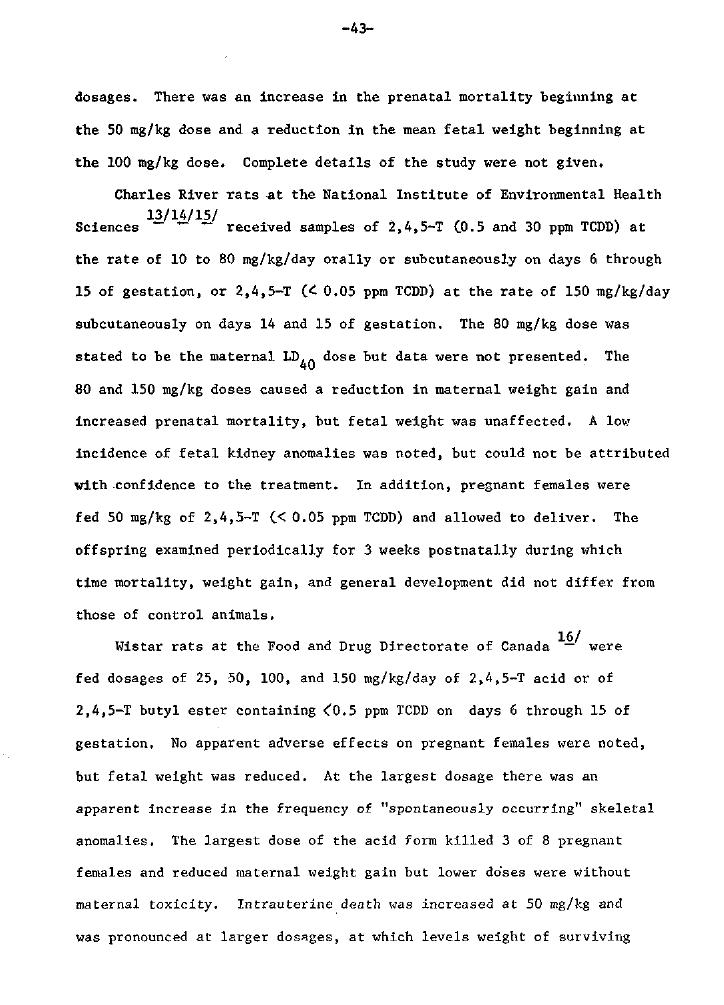 -43-
dosages. There was an increase in the prenatal mortality beginning at
the 50 mg/kg dose and a reduction in the mean fetal weight beginning at
the 100 mg/kg dose. Complete details of the study were not given.
Charles River rats at the National Institute of Environmental Health
Sciences 13/14/15/ received samples of 2,4,5-T (0.5 and 30 ppm TCDD) at
the rate of 10 to 80 mg/kg/day orally or subcutaneously on days 6 through
15 of gestation, or 2,4,5-T (< 0.05 ppm TCDD) at the rate of 150 mg/kg/day
subcutaneously on days 14 and 15 of gestation. The 80 mg/kg dose was
stated to be the maternal LD40 dose but data were not presented. The
80 and 150 mg/kg doses caused a reduction in maternal weight gain and
increased prenatal mortality, but fetal weight was unaffected. A low
incidence of fetal kidney anomalies was noted, but could not be attributed
with confidence to the treatment. In addition, pregnant females were
fed 50 mg/kg of 2,4,5-T (< 0.05 ppm TCDD) and allowed to deliver. The
offspring examined periodically for 3 weeks postnatally during which
time mortality, weight gain, and general development did not differ from
those of control animals.
Wistar rats at the Food and Drug Directorate of Canada 16/ were
fed dosages of 25, 50, 100, and 150 mg/kg/day of 2,4,5-T acid or of
2,4,5-T butyl ester containing <0.5 ppm TCDD on days 6 through 15 of
gestation. No apparent adverse effects on pregnant females were noted,
but fetal weight was reduced. At the largest dosage there was an
apparent increase in the frequency of "spontaneously occurring" skeletal
anomalies. The largest dose of the acid form killed 3 of 8 pregnant
females and reduced maternal weight gain but lower doses were without
maternal toxicity. Intrauterine death was increased at 50 mg/kg and
was pronounced at larger dosages, at which levels weight of surviving